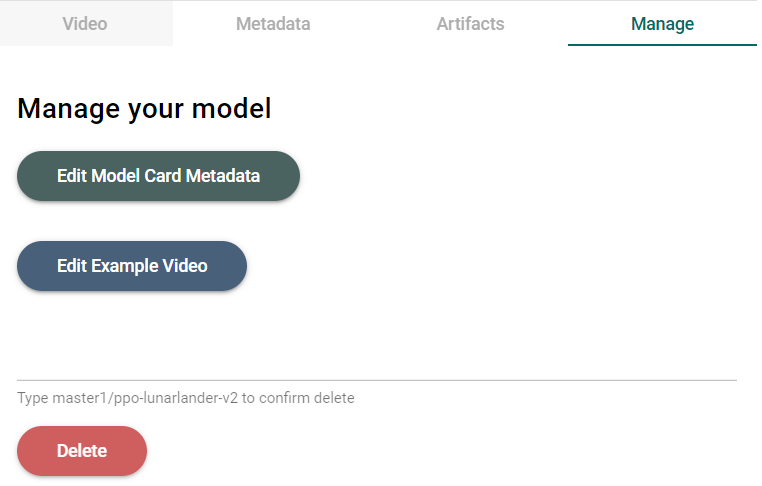 Video Metadata Artifacts Manage
Manage your model
Edit Model Card Metadata
Edit Example Video
Type master1/ppo-lunarlander-v2 to confirm delete
Delete